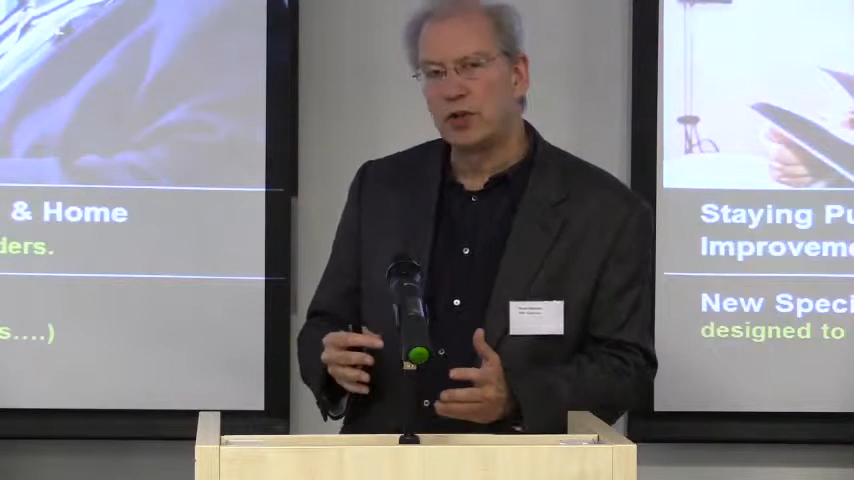 & Home
ders.
s....)
Staying Pu
Improveme
New Speci
designed to